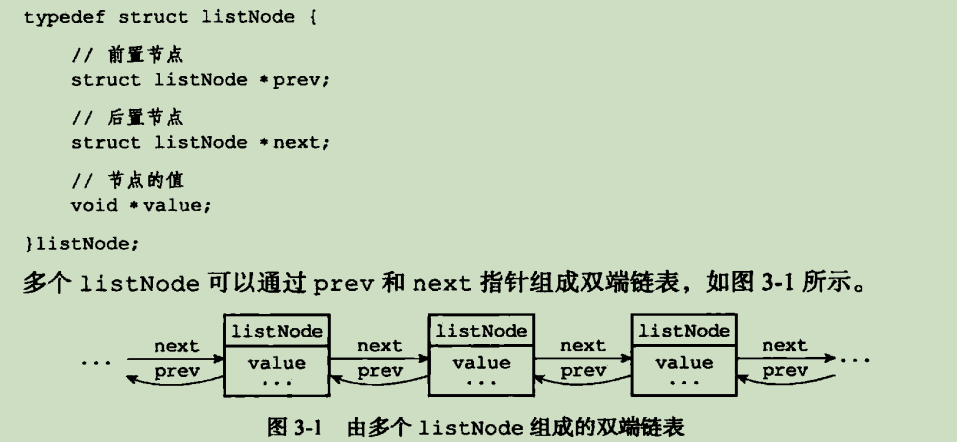 typedef struct listNode {
// 前置节点
struct listNode *prev;
// 后置节点
struct listNode *next;
// 节点的值
void *value;
}listNode;
多个 listNode 可以通过 prev 和 next 指针组成双端链表，如图 3-1 所示。
listNode listNode listNode
... next value next value next value next ...
prev ... prev ... prev ... prev
图 3-1 由多个 listNode 组成的双端链表